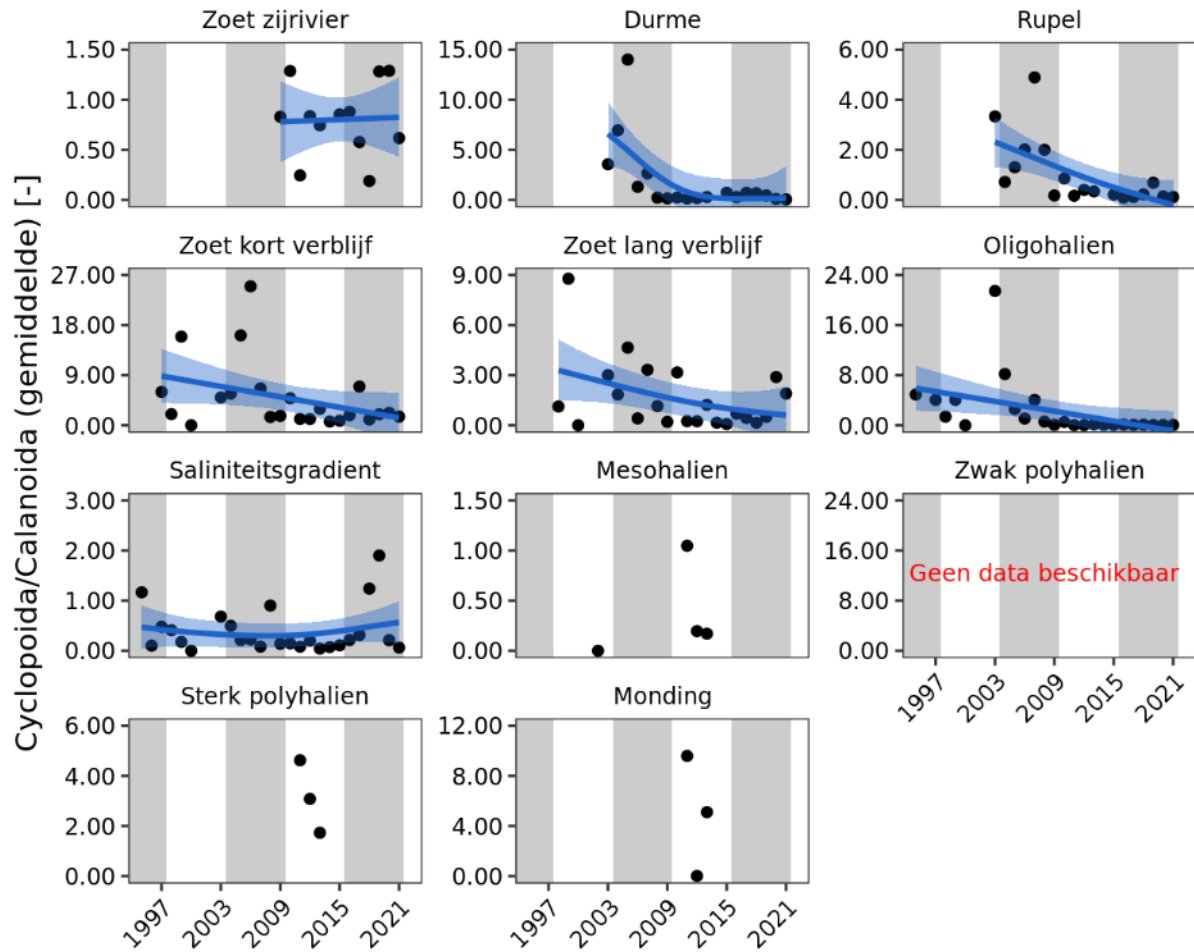 Cyclopoida/Calanoida (gemiddelde) [-]
Zoet zijrivier
1.50
1.00
0.50
0.00
Durme
15.00
10.00
5.00
0.00
Rupel
6.00
4.00
2.00
0.00
Zoet kort verblijf
27.00
18.00
9.00
0.00
Zoet lang verblijf
9.00
6.00
3.00
0.00
Oligohalien
24.00
16.00
8.00
0.00
Saliniteitsgradient
3.00
2.00
1.00
0.00
Mesohalien
1.50
1.00
0.50
0.00
Zwak polyhalien
24.00
16.00
8.00
0.00
Geen data beschikbaar
1997 2003 2009 2015 2021
Sterk polyhalien
6.00
4.00
2.00
0.00
1997 2003 2009 2015 2021
Monding
12.00
8.00
4.00
0.00
1997 2003 2009 2015 2021